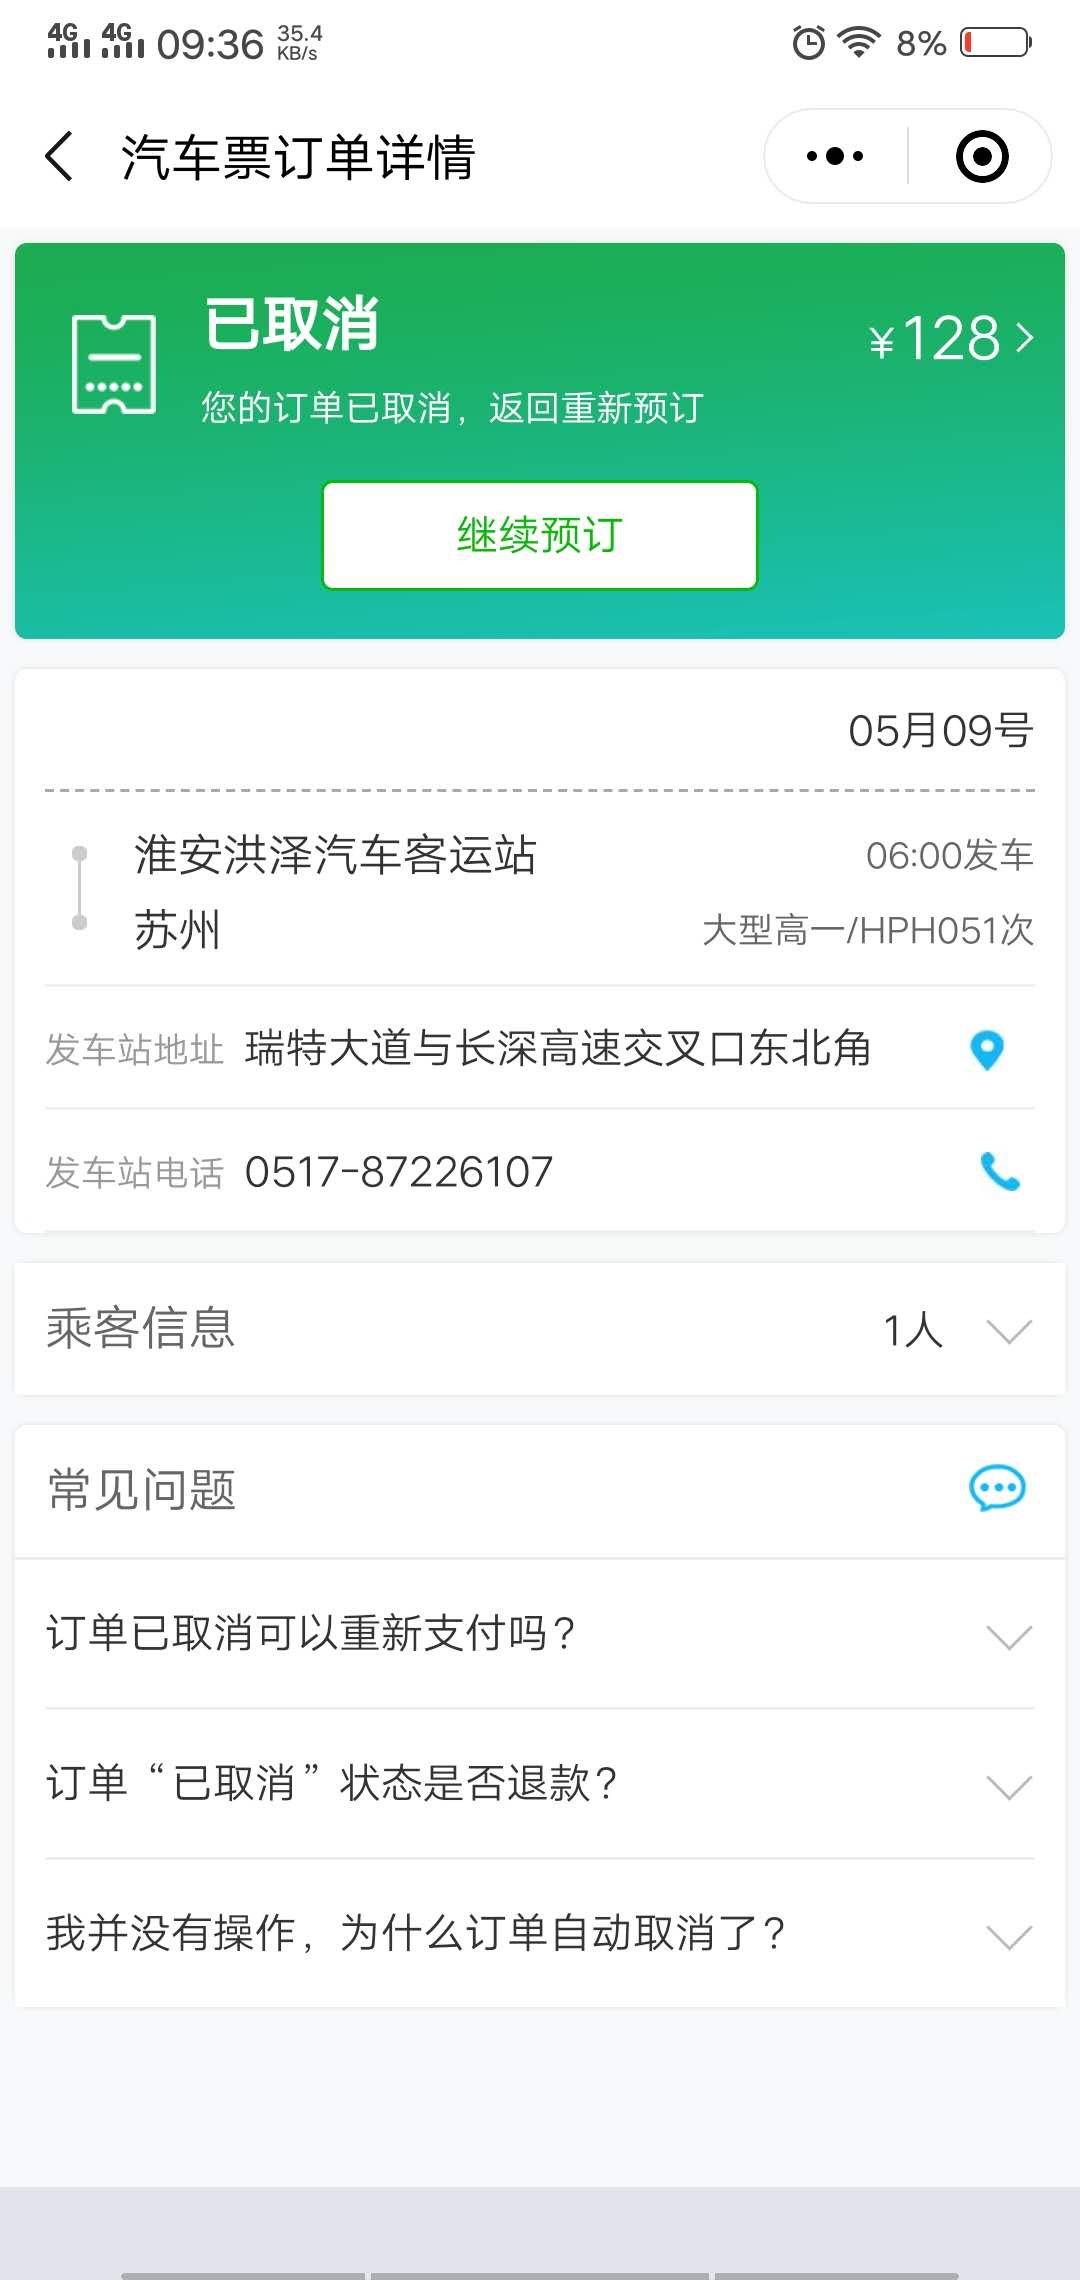 4G 4G 09:36 35.4 KB/s 8%
汽车票订单详情
已取消
¥128
您的订单已取消，返回重新预订
继续预订
05月09号
淮安洪泽汽车客运站 06:00发车
苏州 大型高一/HPH051次
发车站地址 瑞特大道与长深高速交叉口东北角
发车站电话 0517-87226107
乘客信息 1人
常见问题
订单已取消可以重新支付吗？
订单“已取消”状态是否退款？
我并没有操作，为什么订单自动取消了？